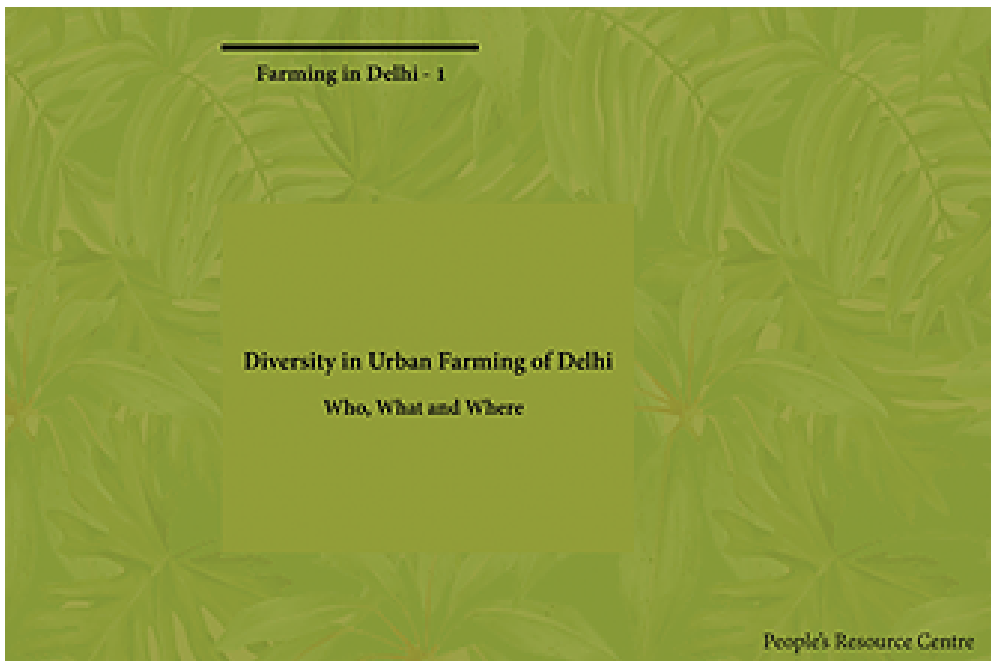 Farming in Delhi - 1
Diversity in Urban Farming of Delhi
Who, What and Where
People's Resource Centre